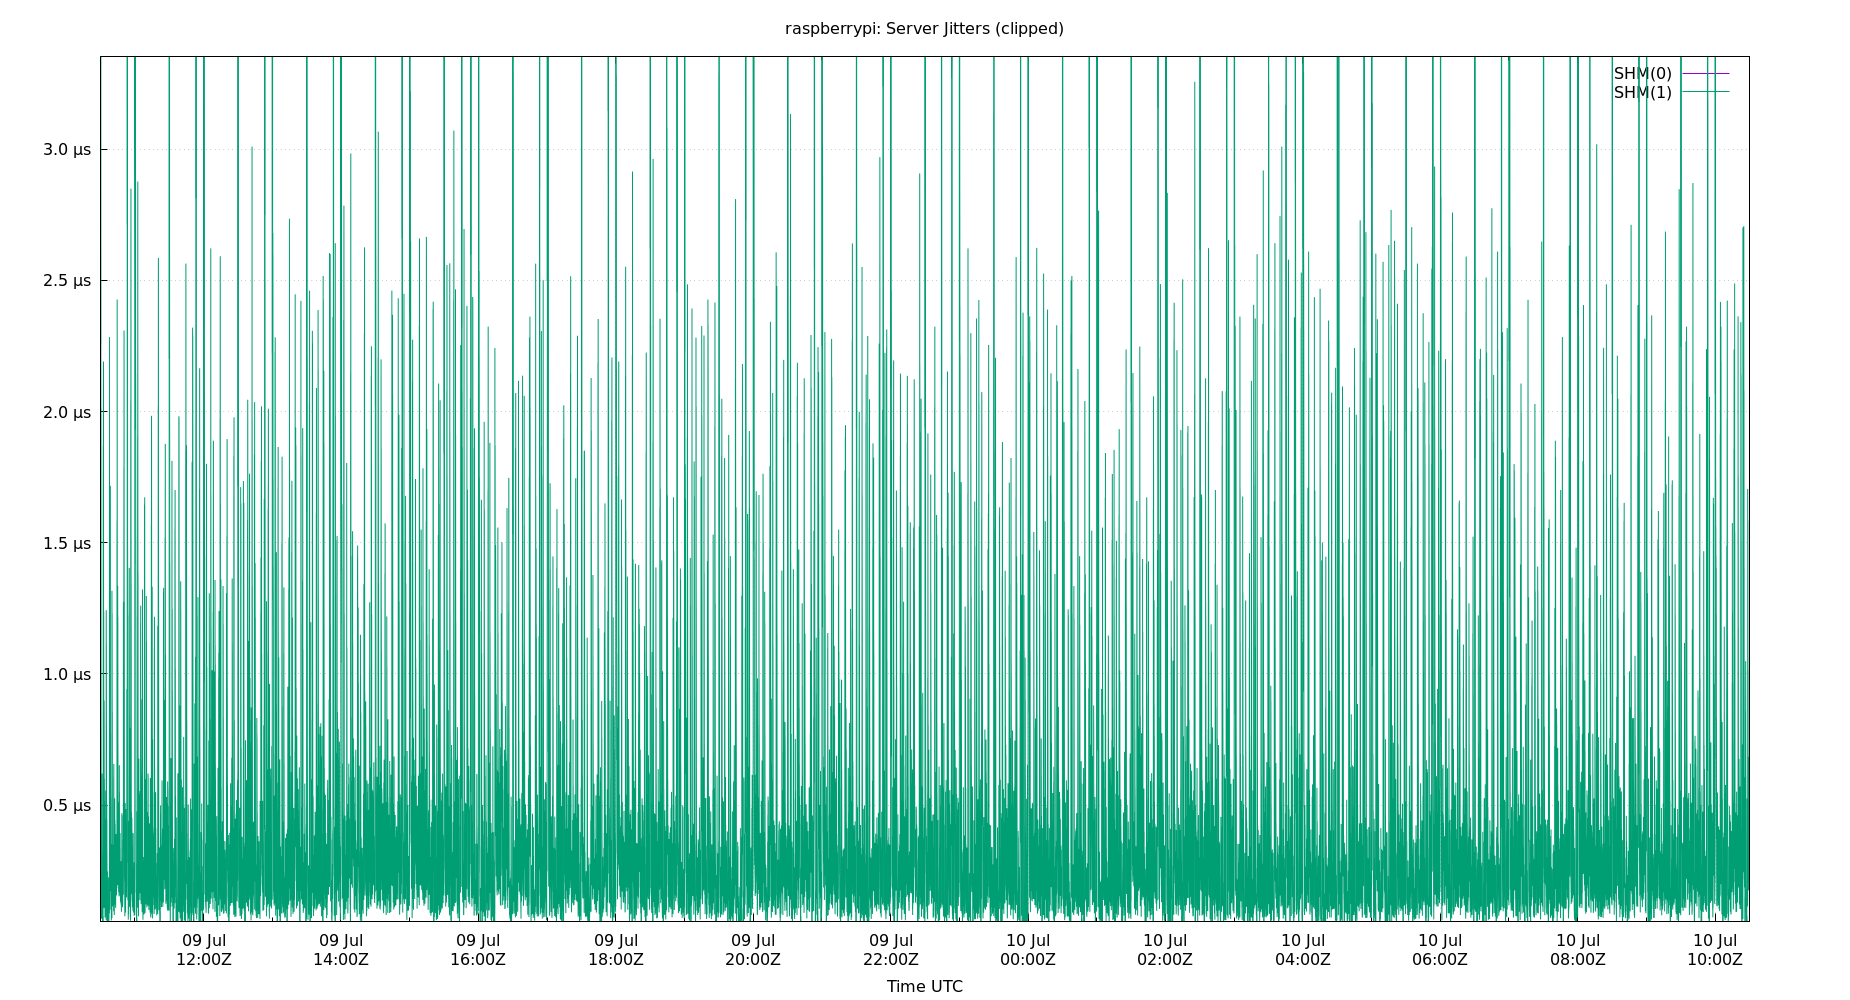 raspberrypi: Server Jitters (clipped)
SHM(0)
SHM(1)
3.0 µs
2.5 µs
2.0 µs
1.5 µs
1.0 µs
0.5 µs
09 Jul 09 Jul 09 Jul 09 Jul 09 Jul 09 Jul 10 Jul 10 Jul 10 Jul 10 Jul 10 Jul 10 Jul
12:00Z 14:00Z 16:00Z 18:00Z 20:00Z 22:00Z 00:00Z 02:00Z 04:00Z 06:00Z 08:00Z 10:00Z
Time UTC